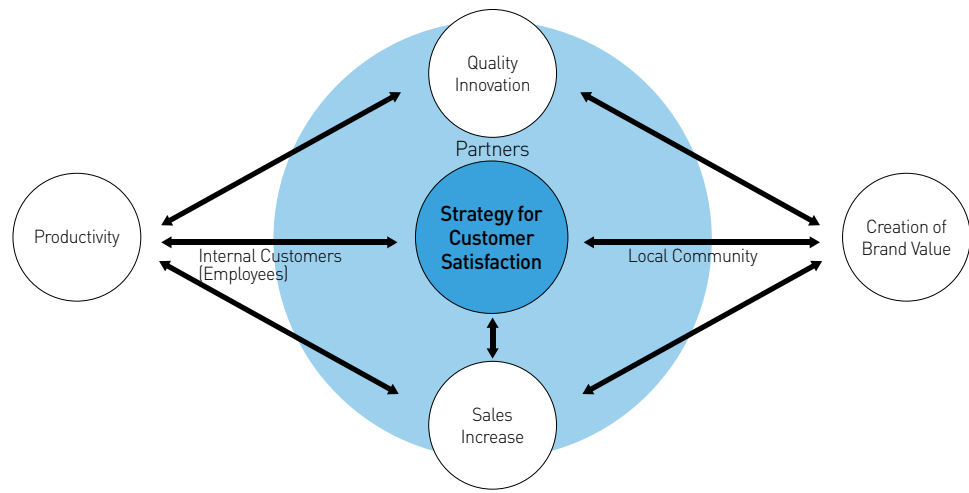 Quality
Innovation
Partners
Productivity
Strategy for
Customer
Satisfaction
Creation of
Brand Value
Internal Customers
(Employees)
Local Community
Sales
Increase